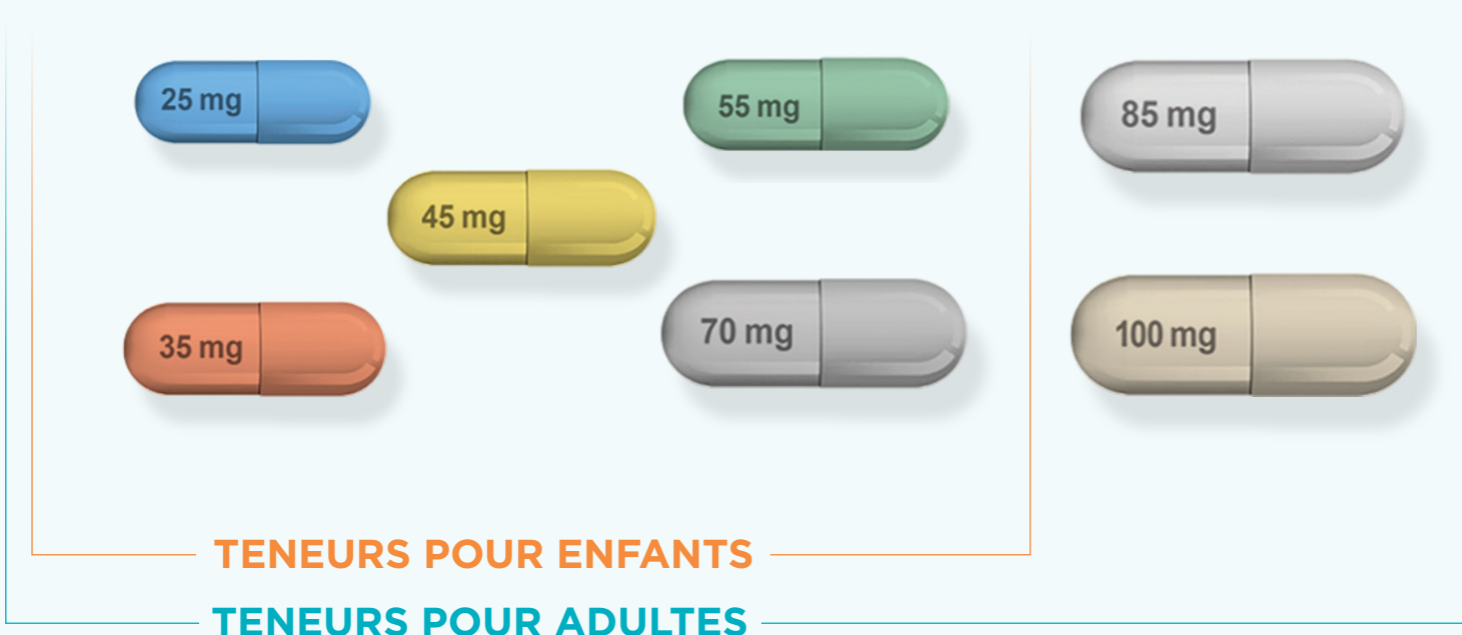 25 mg
55 mg
85 mg
45 mg
35 mg
70 mg
100 mg
TENEURS POUR ENFANTS
TENEURS POUR ADULTES